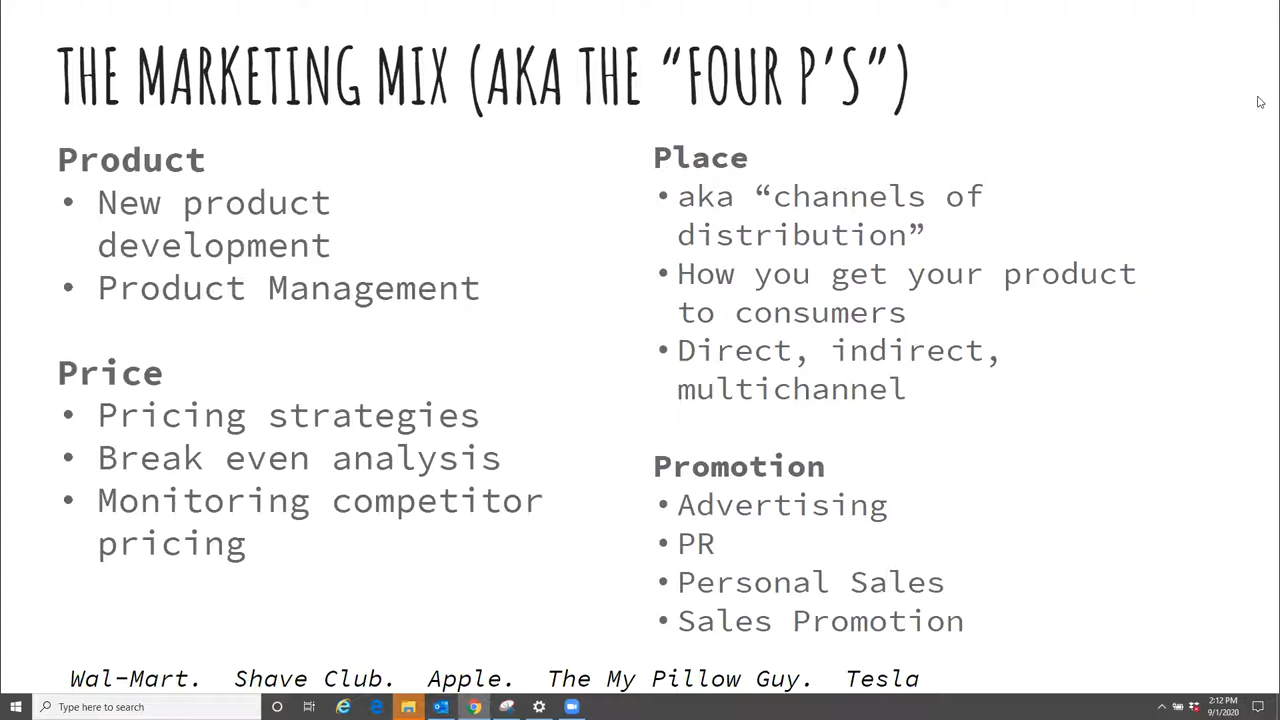 THE MARKETING MIX (AKA THE “FOUR P’S”)
Product
• New product
development
• Product Management
Price
• Pricing strategies
• Break even analysis
• Monitoring competitor
pricing
Place
• aka “channels of
distribution”
• How you get your product
to consumers
• Direct, indirect,
multichannel
Promotion
• Advertising
• PR
• Personal Sales
• Sales Promotion
Wal-Mart. Shave Club. Apple. The My Pillow Guy. Tesla
Type here to search
2:12 PM
9/1/2020